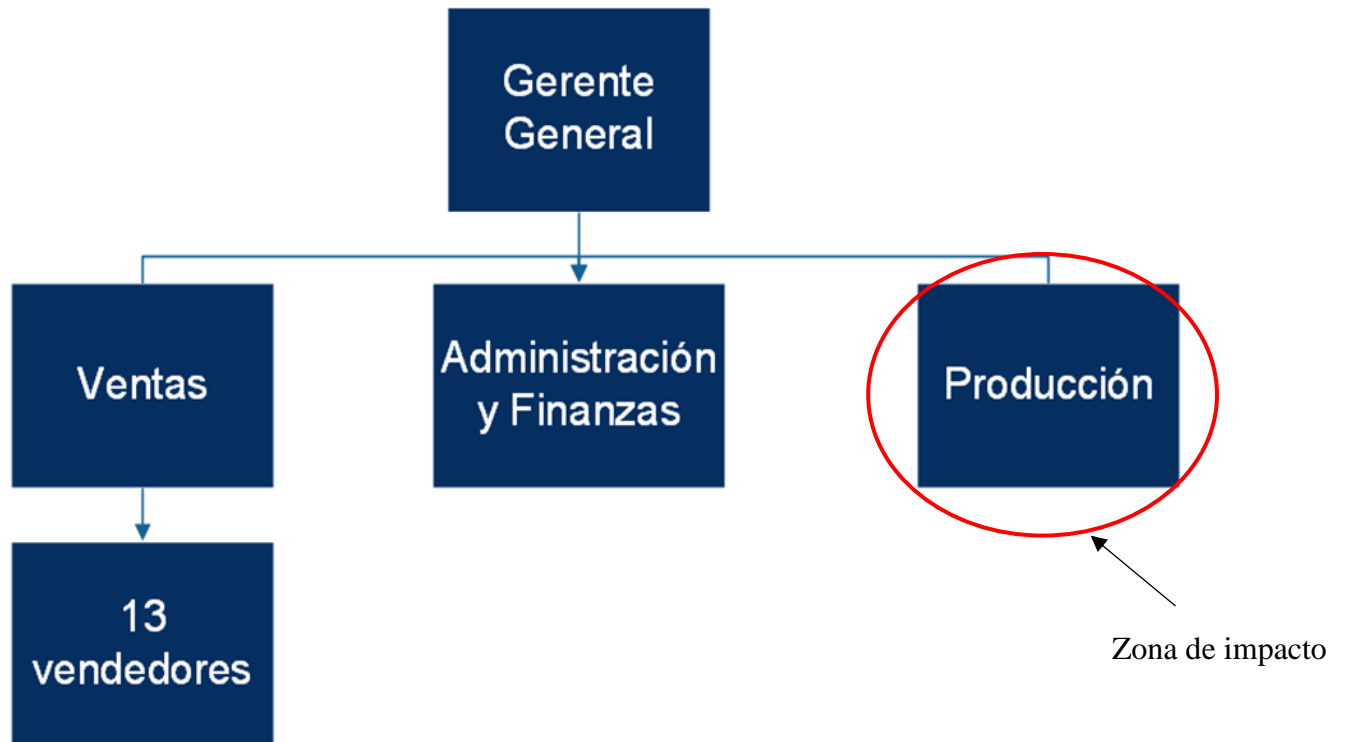 Gerente
General
Ventas
Administración
y Finanzas
Producción
13
vendedores
Zona de impacto